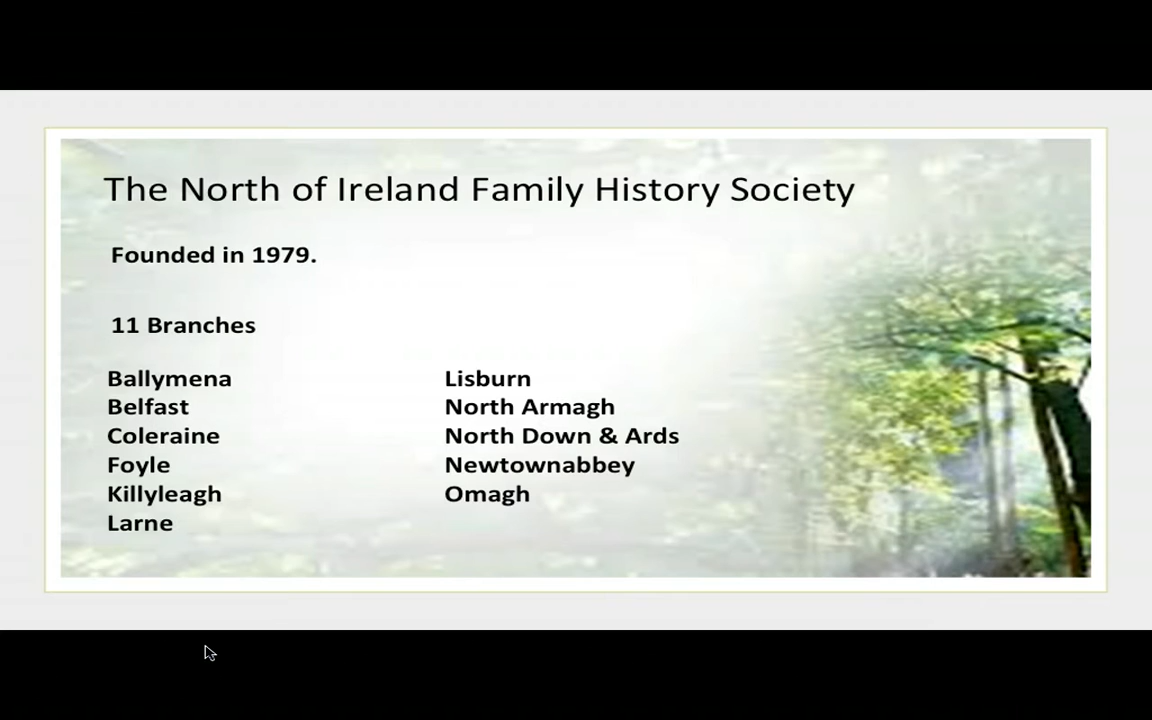 The North of Ireland Family History Society
Founded in 1979.
11 Branches
Ballymena
Belfast
Coleraine
Foyle
Killyleagh
Larne
Lisburn
North Armagh
North Down & Ards
Newtownabbey
Omagh